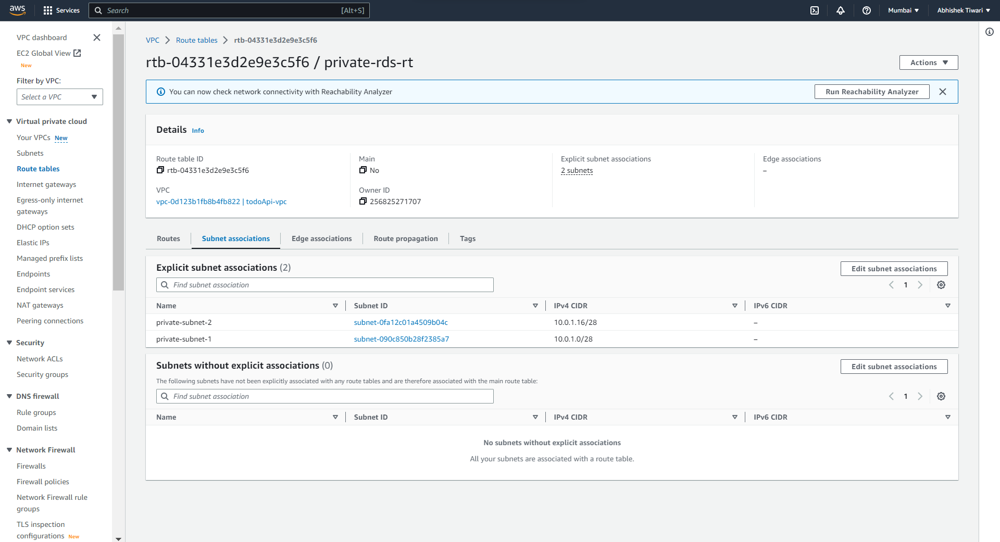 aws Services Search [Alt+S] Mumbai Abhishek Tiwari
VPC dashboard
EC2 Global View
New
Filter by VPC:
Select a VPC
Virtual private cloud
Your VPCs New
Subnets
Route tables
Internet gateways
Egress-only internet
gateways
DHCP option sets
Elastic IPs
Managed prefix lists
Endpoints
Endpoint services
NAT gateways
Peering connections
Security
Network ACLs
Security groups
DNS firewall
Rule groups
Domain lists
Network Firewall
Firewalls
Firewall policies
Network Firewall rule
groups
TLS inspection
configurations New
VPC Route tables rtb-04331e3d2e9e3c5f6
rtb-04331e3d2e9e3c5f6 / private-rds-rt Actions
You can now check network connectivity with Reachability Analyzer Run Reachability Analyzer
Details Info
Route table ID Main Explicit subnet associations Edge associations
rtb-04331e3d2e9e3c5f6 No 2 subnets –
VPC Owner ID
vpc-0d123b1fb8b4fb822 | todoApi-vpc 256825271707
Routes Subnet associations Edge associations Route propagation Tags
Explicit subnet associations (2) Edit subnet associations
Find subnet association 1
Name Subnet ID IPv4 CIDR IPv6 CIDR
private-subnet-2 subnet-0fa12c01a4509b04c 10.0.1.16/28 –
private-subnet-1 subnet-090c850b28f2385a7 10.0.1.0/28 –
Subnets without explicit associations (0) Edit subnet associations
The following subnets have not been explicitly associated with any route tables and are therefore associated with the main route table:
Find subnet association 1
Name Subnet ID IPv4 CIDR IPv6 CIDR
No subnets without explicit associations
All your subnets are associated with a route table.